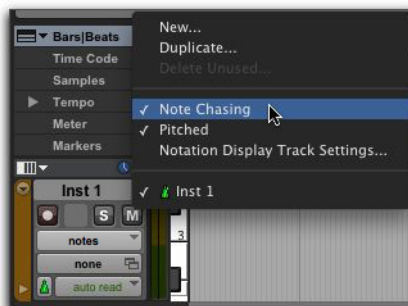 Bars|Beats
Time Code
Samples
Tempo
Meter
Markers
New...
Duplicate...
Delete Unused...
Note Chasing
Pitched
Notation Display Track Settings...
Inst 1
Inst 1
S M
notes
none
auto read
3